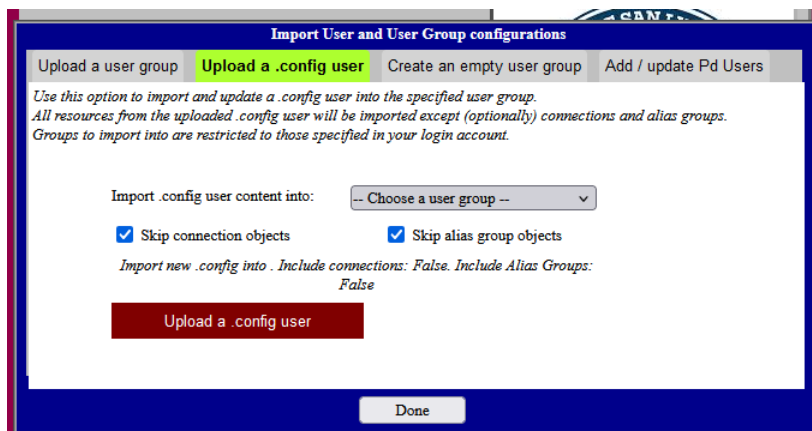 SAN
Import User and User Group configurations
Upload a user group Upload a .config user Create an empty user group Add / update Pd Users
Use this option to import and update a .config user into the specified user group.
All resources from the uploaded .config user will be imported except (optionally) connections and alias groups.
Groups to import into are restricted to those specified in your login account.
Import .config user content into: -- Choose a user group --
Skip connection objects Skip alias group objects
Import new .config into . Include connections: False. Include Alias Groups:
False
Upload a .config user
Done